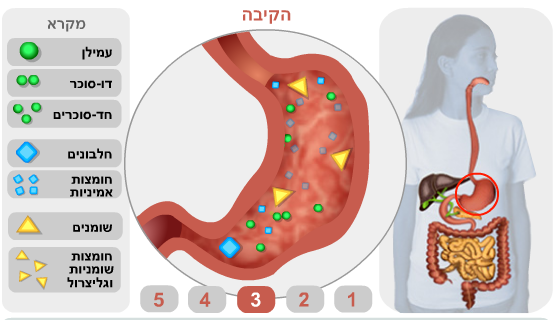 הקיבה
מקרא
עמילן
דו-סוכר
חד-סוכרים
חלבונים
חומצות
אמיניות
שומנים
חומצות
שומניות
וגליצרול
1
2
3
4
5